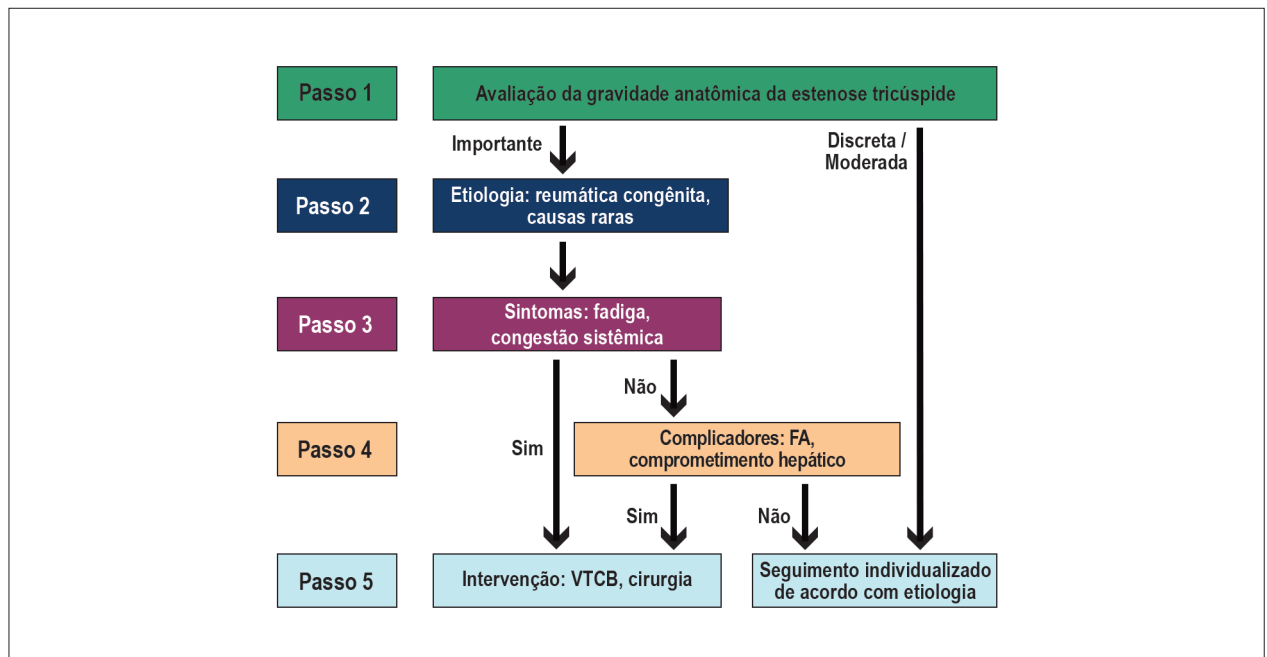 Passo 1
Avaliação da gravidade anatômica da estenose tricúspide
Importante
Discreta /
Moderada
Passo 2
Etiologia: reumática congênita,
causas raras
Passo 3
Sintomas: fadiga,
congestão sistêmica
Não
Sim
Passo 4
Complicadores: FA,
comprometimento hepático
Sim
Não
Passo 5
Intervenção: VTCB, cirurgia
Seguimento individualizado
de acordo com etiologia